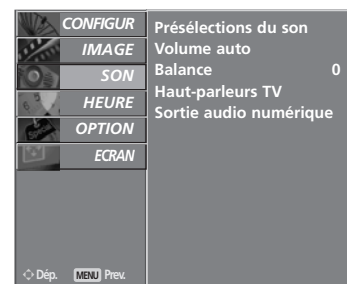 CONFIGUR
IMAGE
SON
HEURE
OPTION
ECRAN
Présélections du son
Volume auto
Balance 0
Haut-parleurs TV
Sortie audio numérique
Dép. MENU Prev.